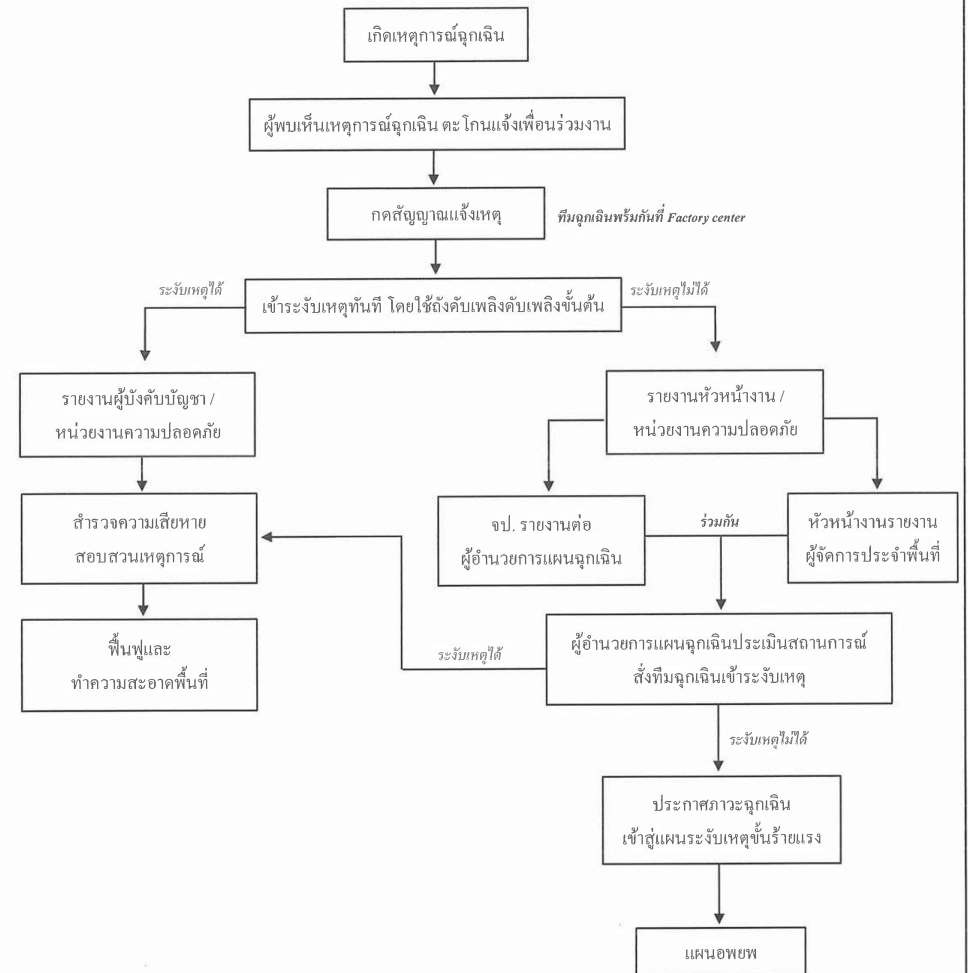 เกิดเหตุการณ์ฉุกเฉิน
ผู้พบเห็นเหตุการณ์ฉุกเฉิน ตะโกนแจ้งเพื่อนร่วมงาน
กดสัญญาณแจ้งเหตุ
ทีมฉุกเฉินพร้อมกันที่ Factory center
ระงับเหตุได้
เข้าระงับเหตุทันที โดยใช้ถังดับเพลิงดับเพลิงขั้นต้น
ระงับเหตุไม่ได้
รายงานผู้บังคับบัญชา /
หน่วยงานความปลอดภัย
รายงานหัวหน้างาน /
หน่วยงานความปลอดภัย
สำรวจความเสียหาย
สอบสวนเหตุการณ์
จป. รายงานต่อ
ผู้อำนวยการแผนฉุกเฉิน
ร่วมกัน
หัวหน้างานรายงาน
ผู้จัดการประจำพื้นที่
ฟื้นฟูและ
ทำความสะอาดพื้นที่
ระงับเหตุได้
ผู้อำนวยการแผนฉุกเฉินประเมินสถานการณ์
สั่งทีมฉุกเฉินเข้าระงับเหตุ
ระงับเหตุไม่ได้
ประกาศภาวะฉุกเฉิน
เข้าสู่แผนระงับเหตุขั้นร้ายแรง
แผนอพยพ